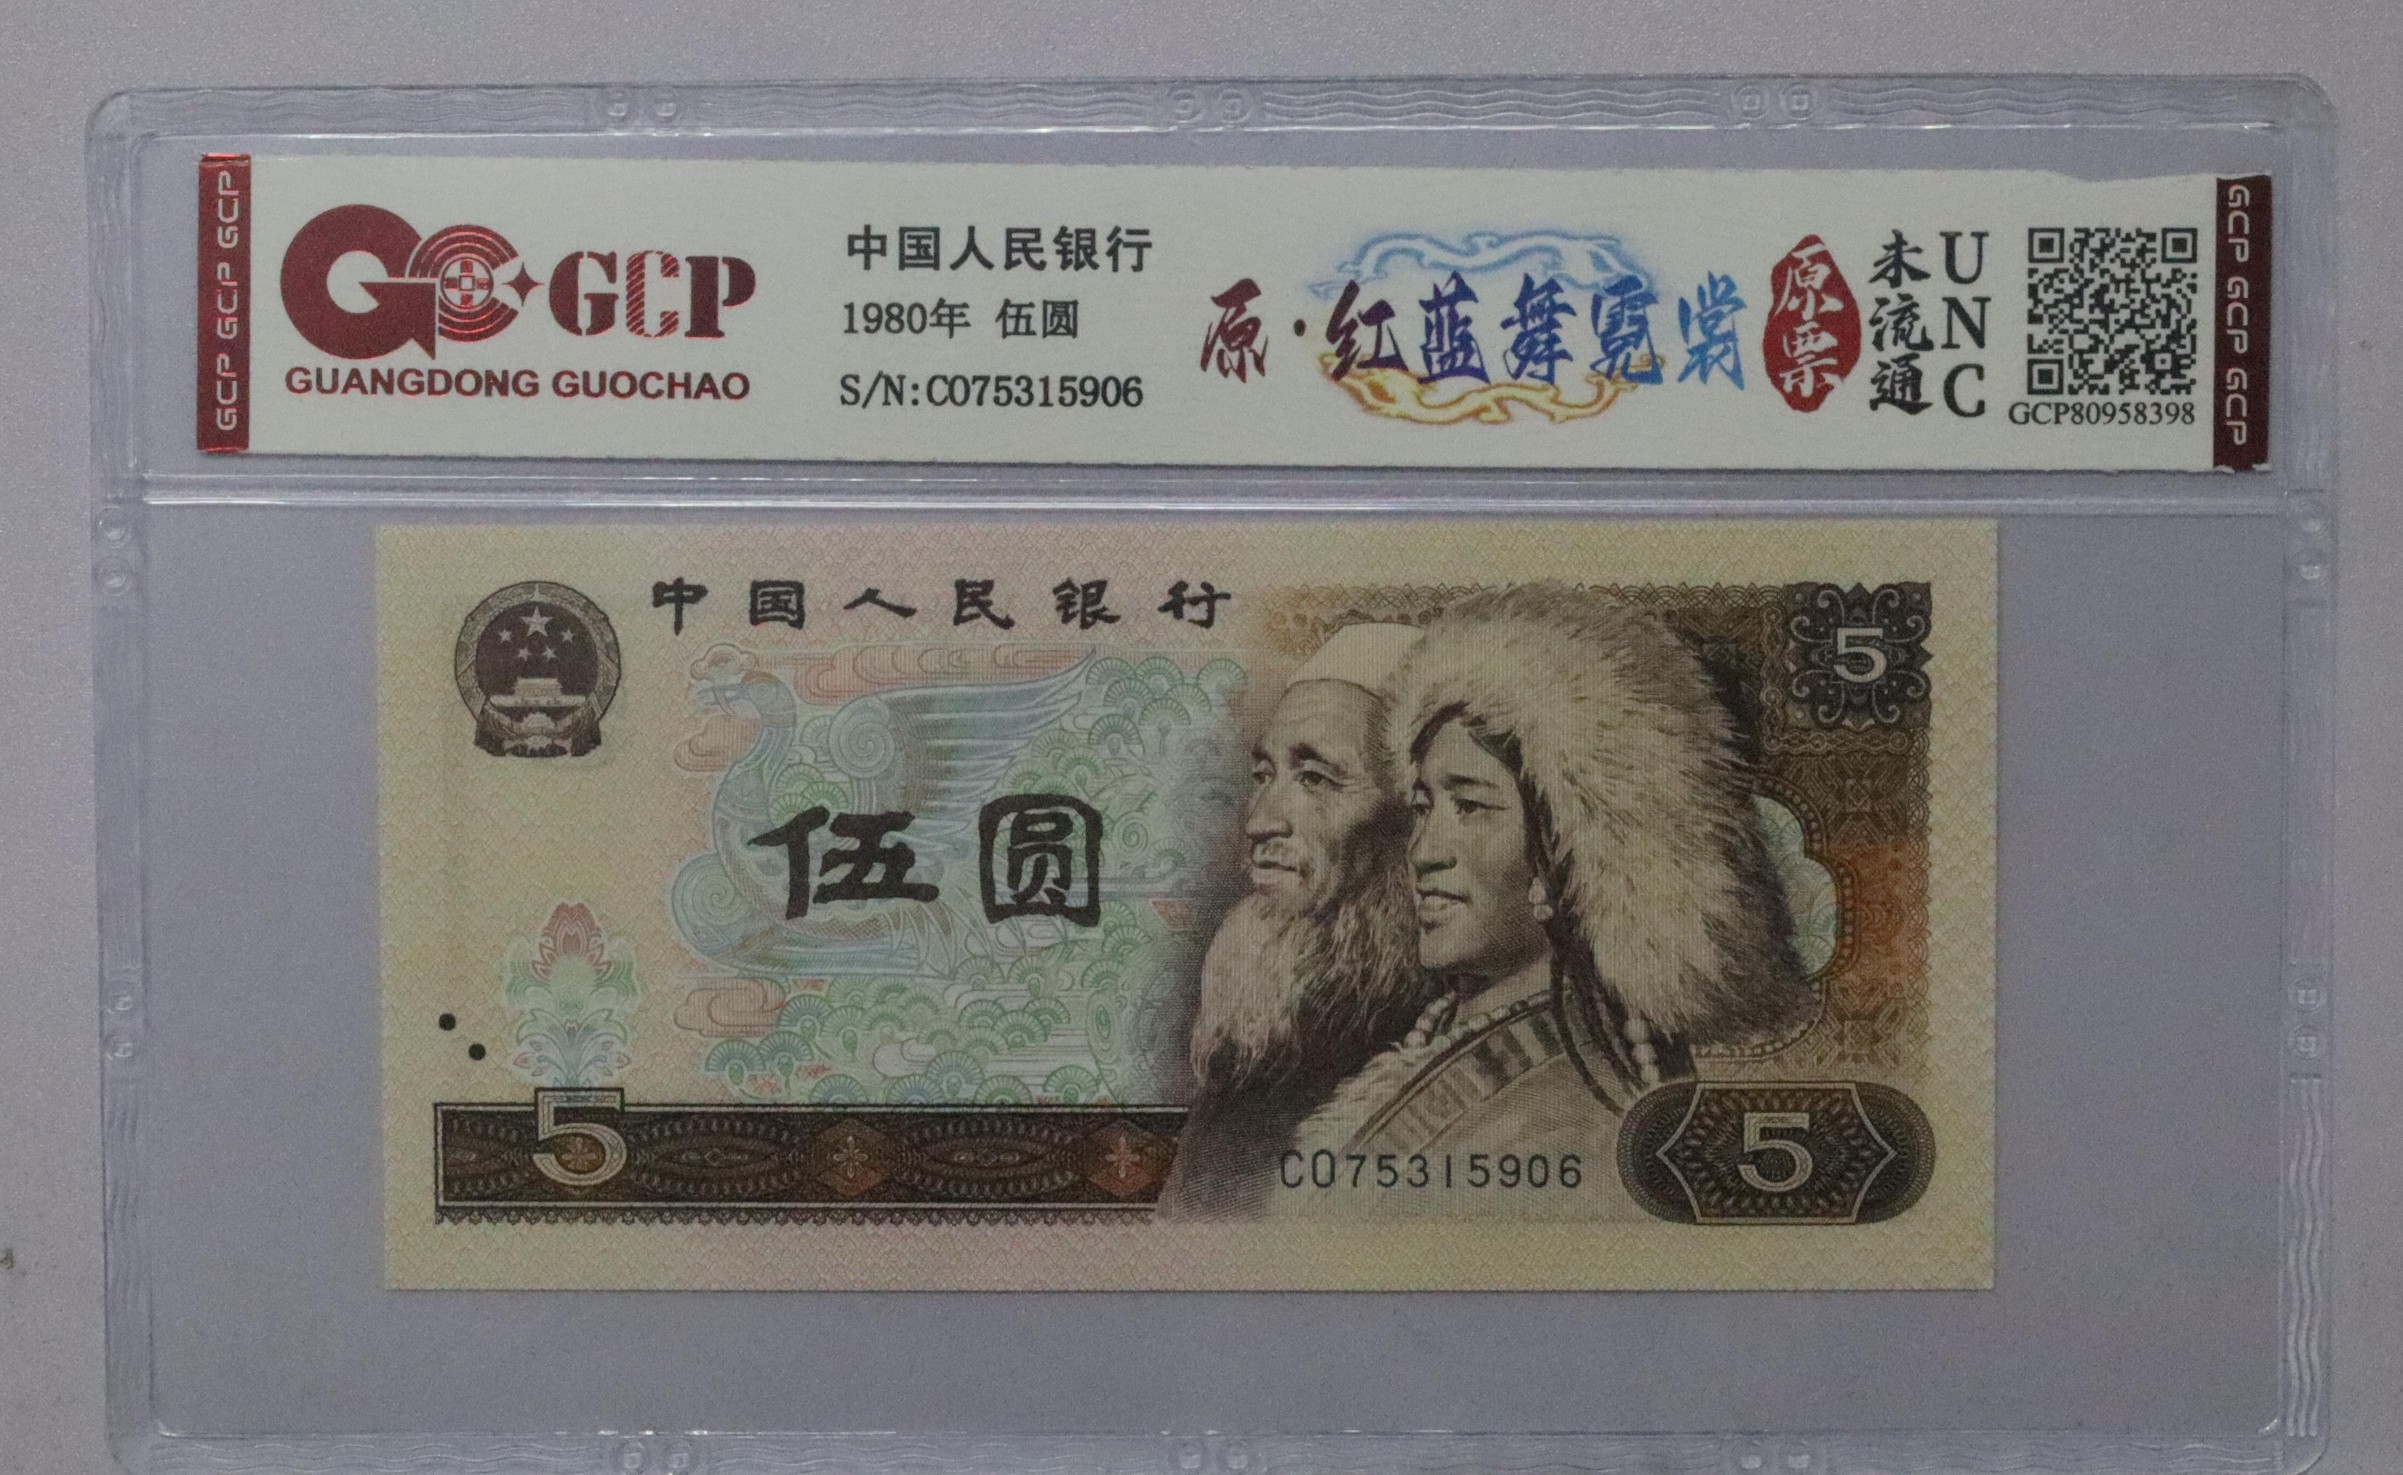 GCP GCP GCP
GCP
GUANGDONG GUOCHAO
中国人民银行
1980年 伍圆
S/N:CO75315906
原·红蓝舞霓裳
原票
未流通
UNC
GCP80958398
GCP GCP GCP
中国人民银行
5
伍圆
5
CO75315906
5